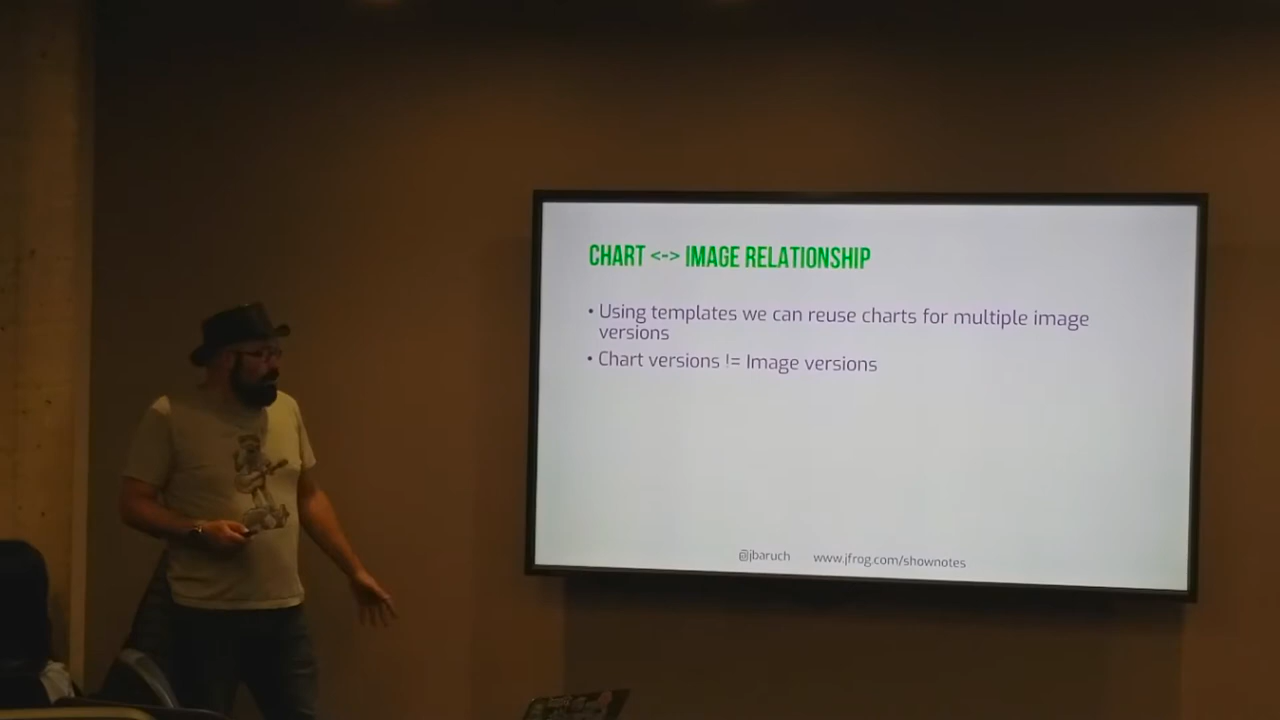 CHART <-> IMAGE RELATIONSHIP
• Using templates we can reuse charts for multiple image
versions
• Chart versions != Image versions
@jbaruch www.jfrog.com/shownotes